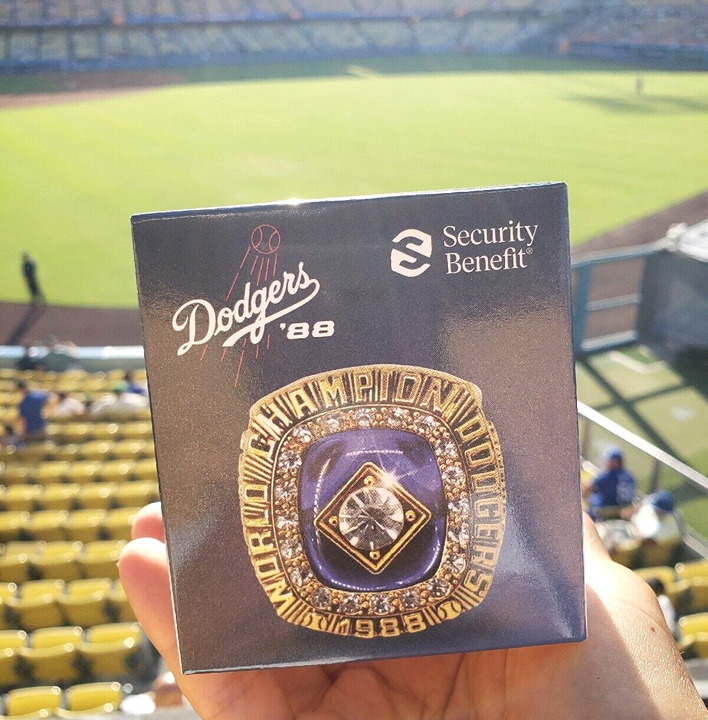 Dodgers
'88
Security
Benefit®
WORLD CHAMPION DODGERS
1988